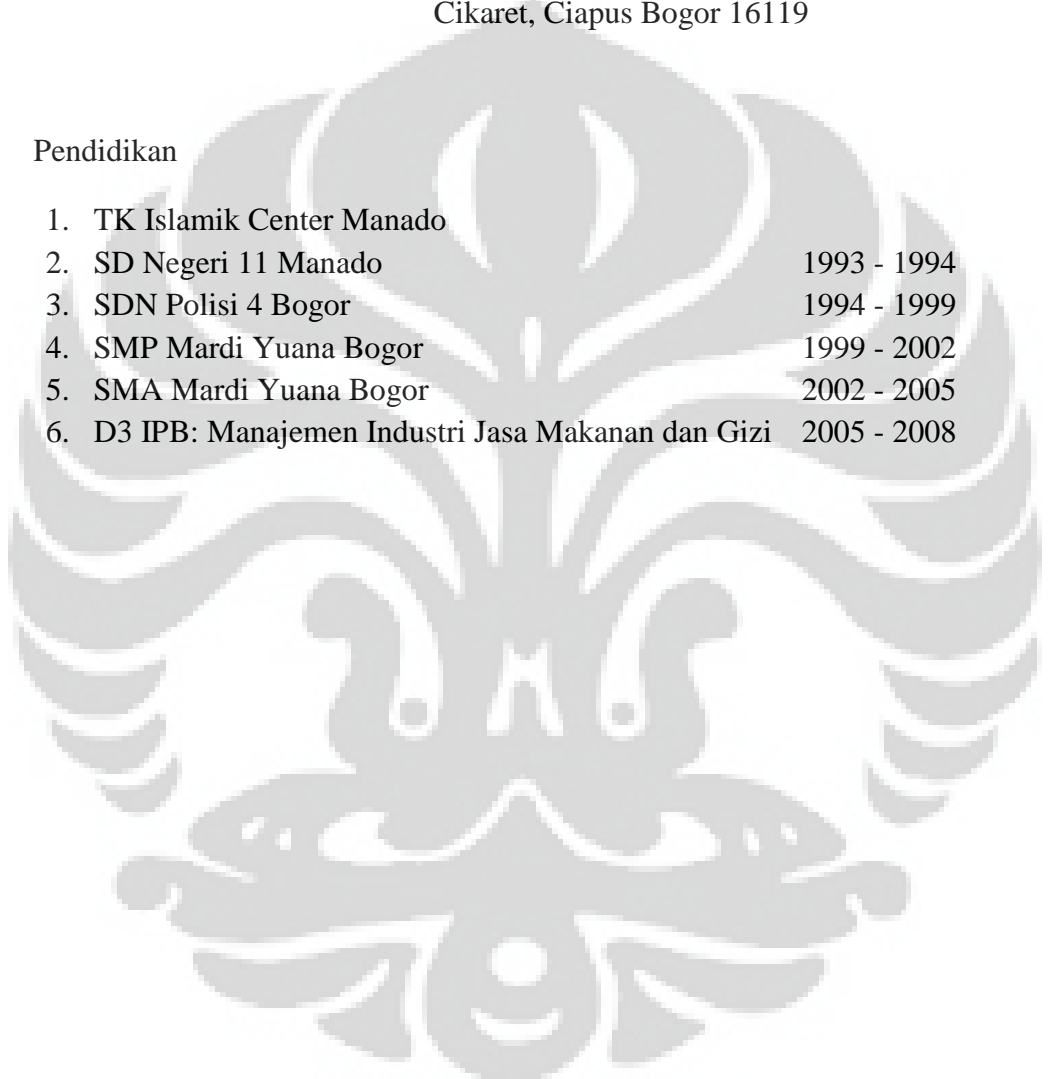 Cikaret, Ciapus Bogor 16119
Pendidikan
1. TK Islamik Center Manado
2. SD Negeri 11 Manado 1993 - 1994
3. SDN Polisi 4 Bogor 1994 - 1999
4. SMP Mardi Yuana Bogor 1999 - 2002
5. SMA Mardi Yuana Bogor 2002 - 2005
6. D3 IPB: Manajemen Industri Jasa Makanan dan Gizi 2005 - 2008